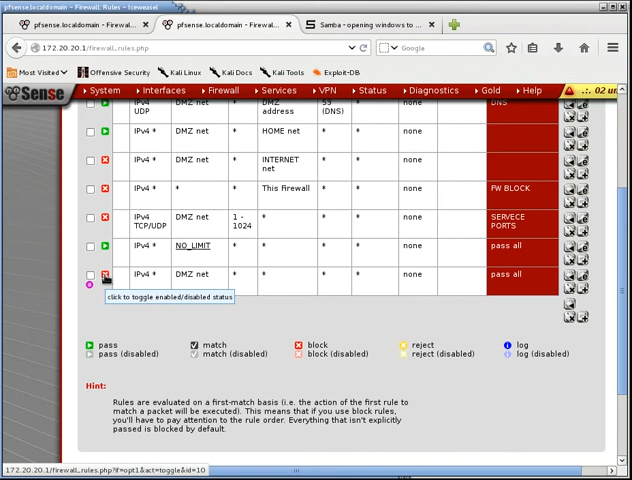 pfsense.localdomain - Firewall: Rules - Iceweasel
pfsense.localdomain - Firewal...
pfsense.localdomain - Firewal...
Samba - opening windows to ...
172.20.20.1/firewall_rules.php
Google
Most Visited
Offensive Security
Kali Linux
Kali Docs
Kali Tools
Exploit-DB
Sense
System
Interfaces
Firewall
Services
VPN
Status
Diagnostics
Gold
Help
.:. 02 un
IPv4 UDP DMZ net * DMZ address 53 (DNS) * none DNS
IPv4 * DMZ net * HOME net * * none
IPv4 * DMZ net * INTERNET net * * none
IPv4 * * * This Firewall * * none FW BLOCK
IPv4 TCP/UDP DMZ net 1 - 1024 * * * none SERVECE PORTS
IPv4 * NO_LIMIT * * * * none pass all
IPv4 * DMZ net * * * * none pass all
click to toggle enabled/disabled status
pass match block reject log
pass (disabled) match (disabled) block (disabled) reject (disabled) log (disabled)
Hint:
Rules are evaluated on a first-match basis (i.e. the action of the first rule to
match a packet will be executed). This means that if you use block rules,
you'll have to pay attention to the rule order. Everything that isn't explicitly
passed is blocked by default.
172.20.20.1/firewall_rules.php?if=opt1&act=toggle&id=10